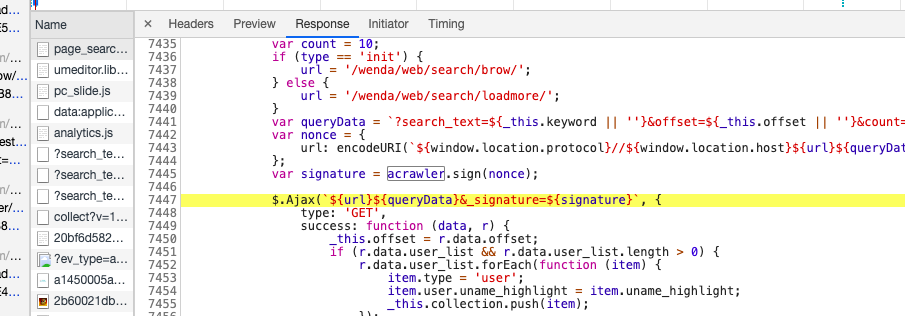 Name
× Headers Preview Response Initiator Timing
page_searc...
umeditor.lib...
pc_slide.js
data:applic...
analytics.js
?search_te...
?search_te...
?search_te...
collect?v=1...
20bf6d582...
?ev_type=a...
a1450005a...
2b60021db...
7435 var count = 10;
7436 if (type == 'init') {
7437 url = '/wenda/web/search/brow/';
7438 } else {
7439 url = '/wenda/web/search/loadmore/';
7440 }
7441 var queryData = `?search_text=${_this.keyword || ''}&offset=${_this.offset || ''}&count=
7442 var nonce = {
7443 url: encodeURI(`${window.location.protocol}//${window.location.host}${url}${queryData
7444 };
7445 var signature = acrawler.sign(nonce);
7446
7447 $.Ajax(`${url}${queryData}&_signature=${signature}`, {
7448 type: 'GET',
7449 success: function (data, r) {
7450 _this.offset = r.data.offset;
7451 if (r.data.user_list && r.data.user_list.length > 0) {
7452 r.data.user_list.forEach(function (item) {
7453 item.type = 'user';
7454 item.user.uname_highlight = item.uname_highlight;
7455 _this.collection.push(item);
7456 });